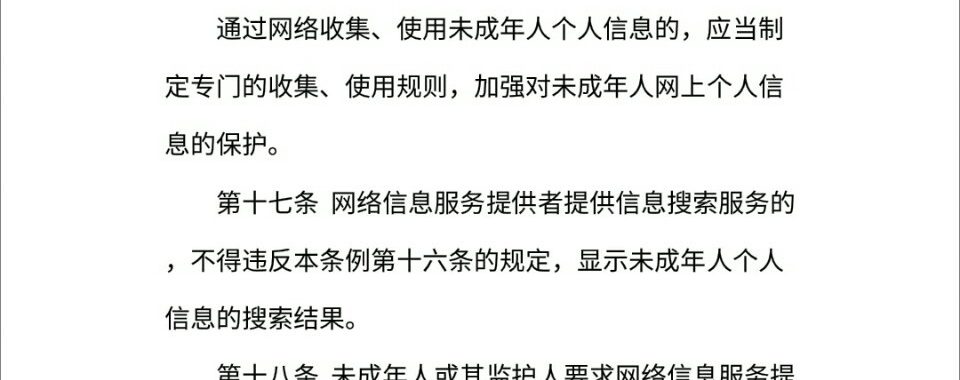 通过网络收集、使用未成年人个人信息的，应当制
定专门的收集、使用规则，加强对未成年人网上个人信
息的保护。
第十七条 网络信息服务提供者提供信息搜索服务的
，不得违反本条例第十六条的规定，显示未成年人个人
信息的搜索结果。
第十八条 未成年人或其监护人要求网络信息服务提